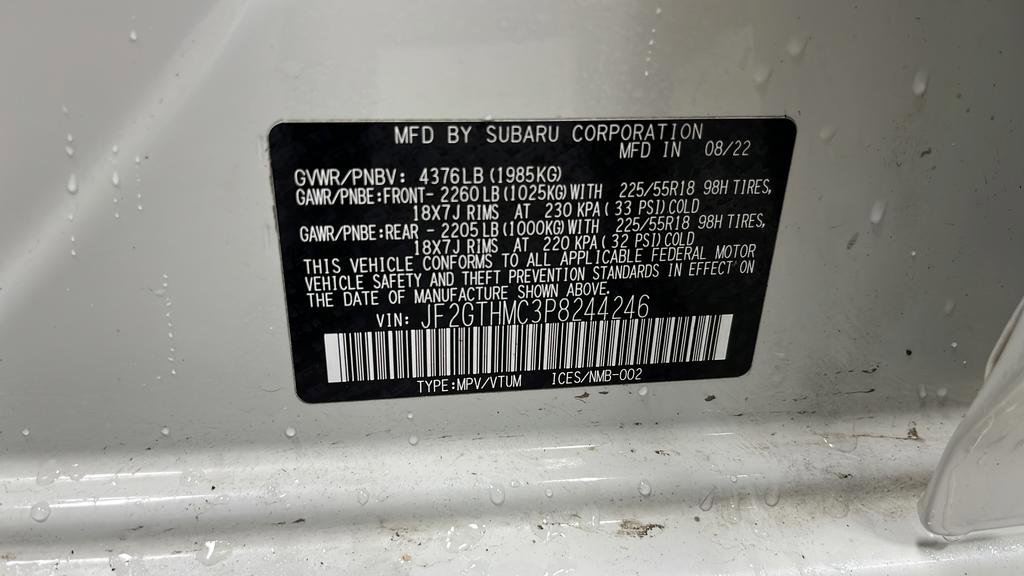 MFD BY SUBARU CORPORATION
MFD IN 08/22
GVWR/PNBV: 4376LB (1985KG)
GAWR/PNBE:FRONT- 2260 LB (1025KG) WITH 225/55R18 98H TIRES,
18X7J RIMS AT 230 KPA ( 33 PSI) COLD
GAWR/PNBE:REAR - 2205 LB (1000KG) WITH 225/55R18 98H TIRES,
18X7J RIMS AT 220 KPA ( 32 PSI) COLD
THIS VEHICLE CONFORMS TO ALL APPLICABLE FEDERAL MOTOR
VEHICLE SAFETY AND THEFT PREVENTION STANDARDS IN EFFECT ON
THE DATE OF MANUFACTURE SHOWN ABOVE.
VIN: JF2GTHMC3P8244246
TYPE:MPV/VTUM ICES/NMB-002